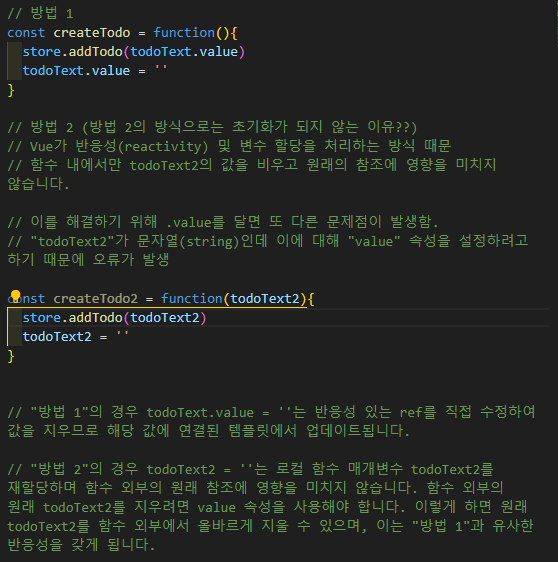 // 방법 1
const createTodo = function(){
store.addTodo(todoText.value)
todoText.value = ''
}
// 방법 2 (방법 2의 방식으로는 초기화가 되지 않는 이유??)
// Vue가 반응성(reactivity) 및 변수 할당을 처리하는 방식 때문
// 함수 내에서만 todoText2의 값을 비우고 원래의 참조에 영향을 미치지
않습니다.
// 이를 해결하기 위해 .value를 달면 또 다른 문제점이 발생함.
// "todoText2"가 문자열(string)인데 이에 대해 "value" 속성을 설정하려고
하기 때문에 오류가 발생
const createTodo2 = function(todoText2){
store.addTodo(todoText2)
todoText2 = ''
}
// "방법 1"의 경우 todoText.value = ''는 반응성 있는 ref를 직접 수정하여
값을 지우므로 해당 값에 연결된 템플릿에서 업데이트됩니다.
// "방법 2"의 경우 todoText2 = ''는 로컬 함수 매개변수 todoText2를
재할당하며 함수 외부의 원래 참조에 영향을 미치지 않습니다. 함수 외부의
원래 todoText2를 지우려면 value 속성을 사용해야 합니다. 이렇게 하면 원래
todoText2를 함수 외부에서 올바르게 지울 수 있으며, 이는 "방법 1"과 유사한
반응성을 갖게 됩니다.